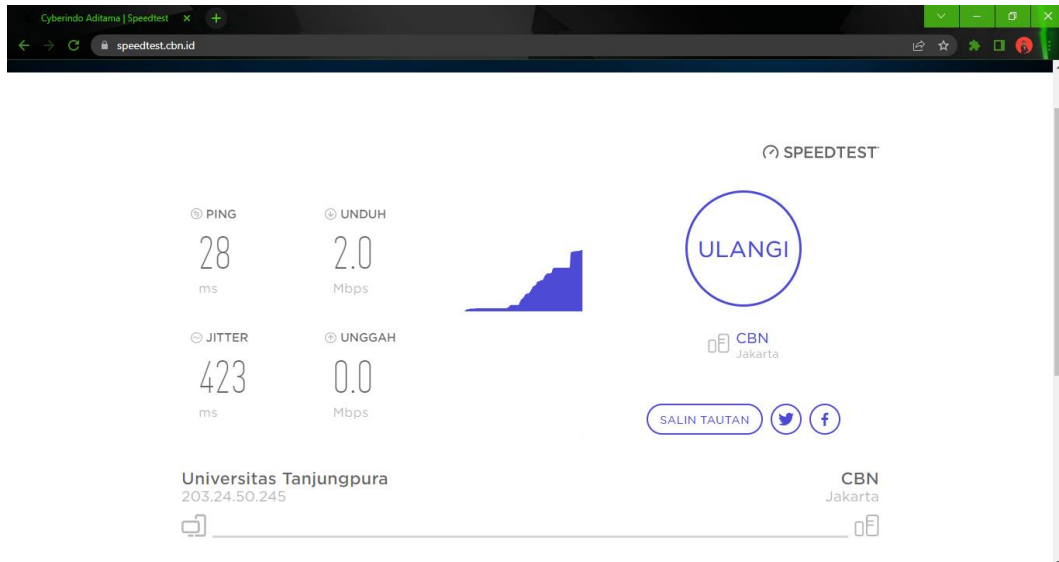 Cyberindo Aditama | Speedtest
speedtest.cbn.id
SPEEDTEST
PING
28
ms
UNDUH
2.0
Mbps
JITTER
423
ms
UNGGAH
0.0
Mbps
ULANGI
CBN
Jakarta
SALIN TAUTAN
Universitas Tanjungpura
203.24.50.245
CBN
Jakarta